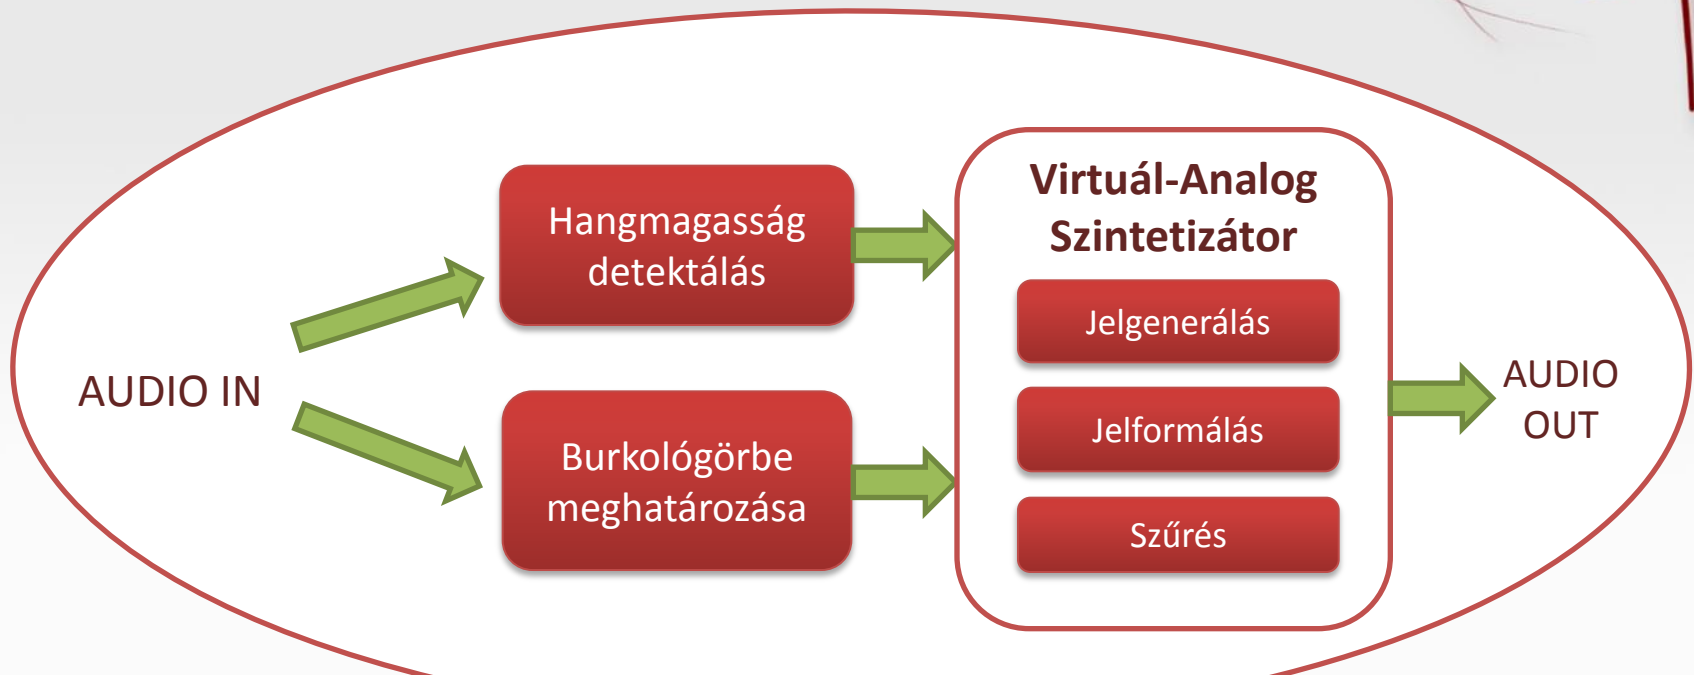 AUDIO IN
Hangmagasság
detektálás
Burkológörbe
meghatározása
Virtuál-Analog
Szintetizátor
Jelgenerálás
Jelformálás
Szűrés
AUDIO
OUT